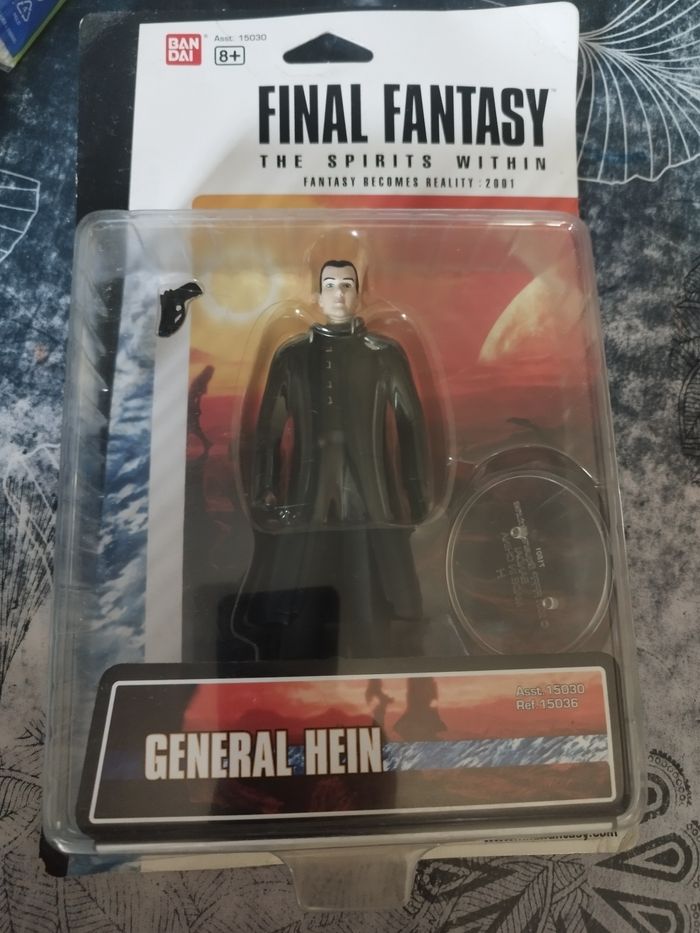 BAN
DAI
Asst. 15030
8+
FINAL FANTASY
THE SPIRITS WITHIN
FANTASY BECOMES REALITY : 2001
Asst. 15030
Ref. 15036
GENERAL HEIN